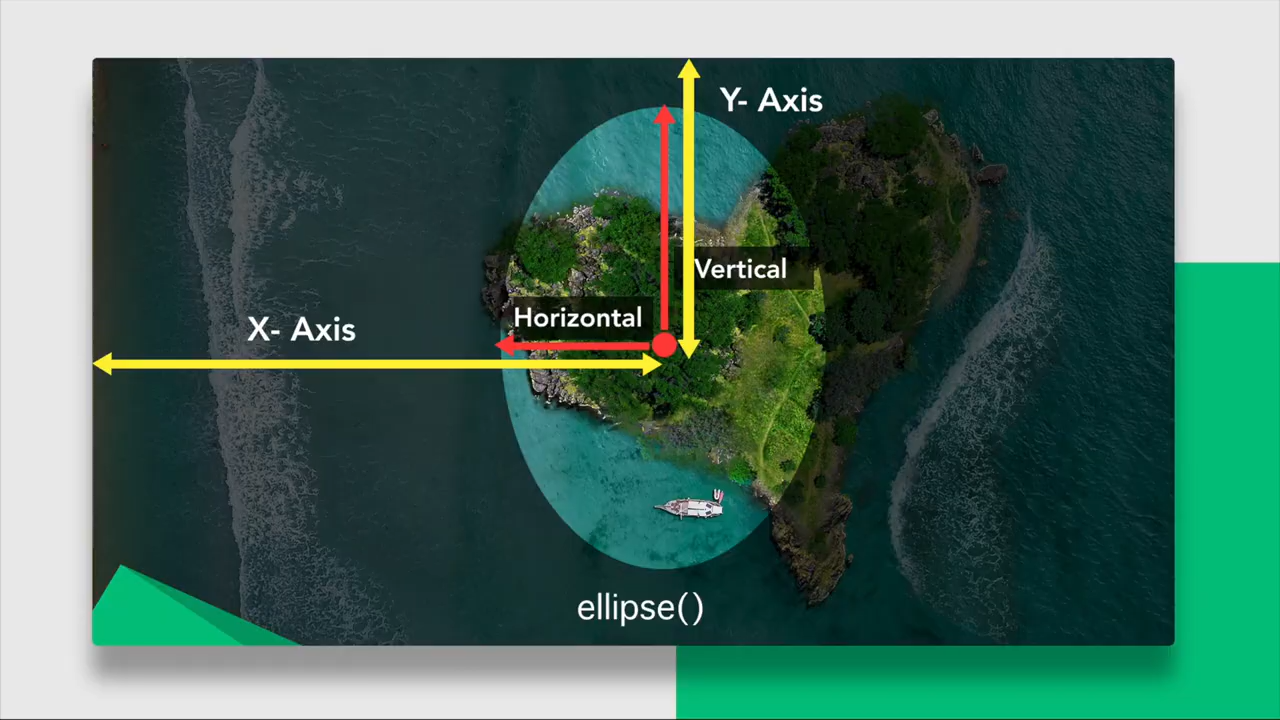 Y- Axis
Vertical
Horizontal
X- Axis
ellipse()